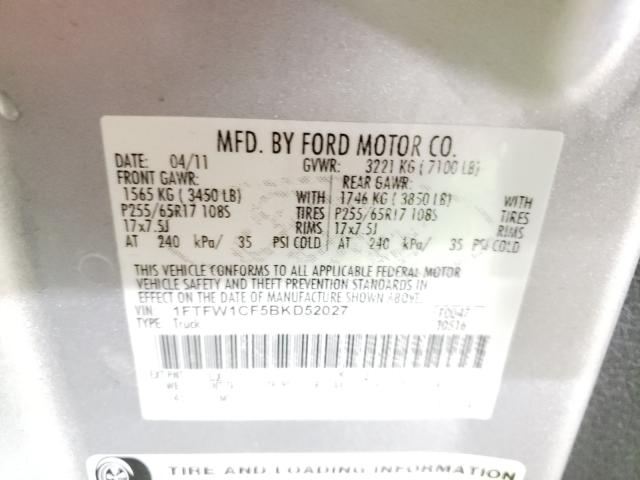 MFD. BY FORD MOTOR CO.
DATE: 04/11 GVWR: 3221 KG ( 7100 LB)
FRONT GAWR: REAR GAWR:
1565 KG ( 3450 LB) WITH 1746 KG ( 3850 LB) WITH
P255/65R17 108S TIRES P255/65R17 108S TIRES
17x7.5J RIMS 17x7.5J RIMS
AT 240 kPa/ 35 PSI COLD AT 240 kPa/ 35 PSI COLD
THIS VEHICLE CONFORMS TO ALL APPLICABLE FEDERAL MOTOR
VEHICLE SAFETY AND THEFT PREVENTION STANDARDS IN
EFFECT ON THE DATE OF MANUFACTURE SHOWN ABOVE.
VIN 1FTFW1CF5BKD52027 F0047
TYPE: Truck T0516
EXT PNT
TIRE AND LOADING INFORMATION